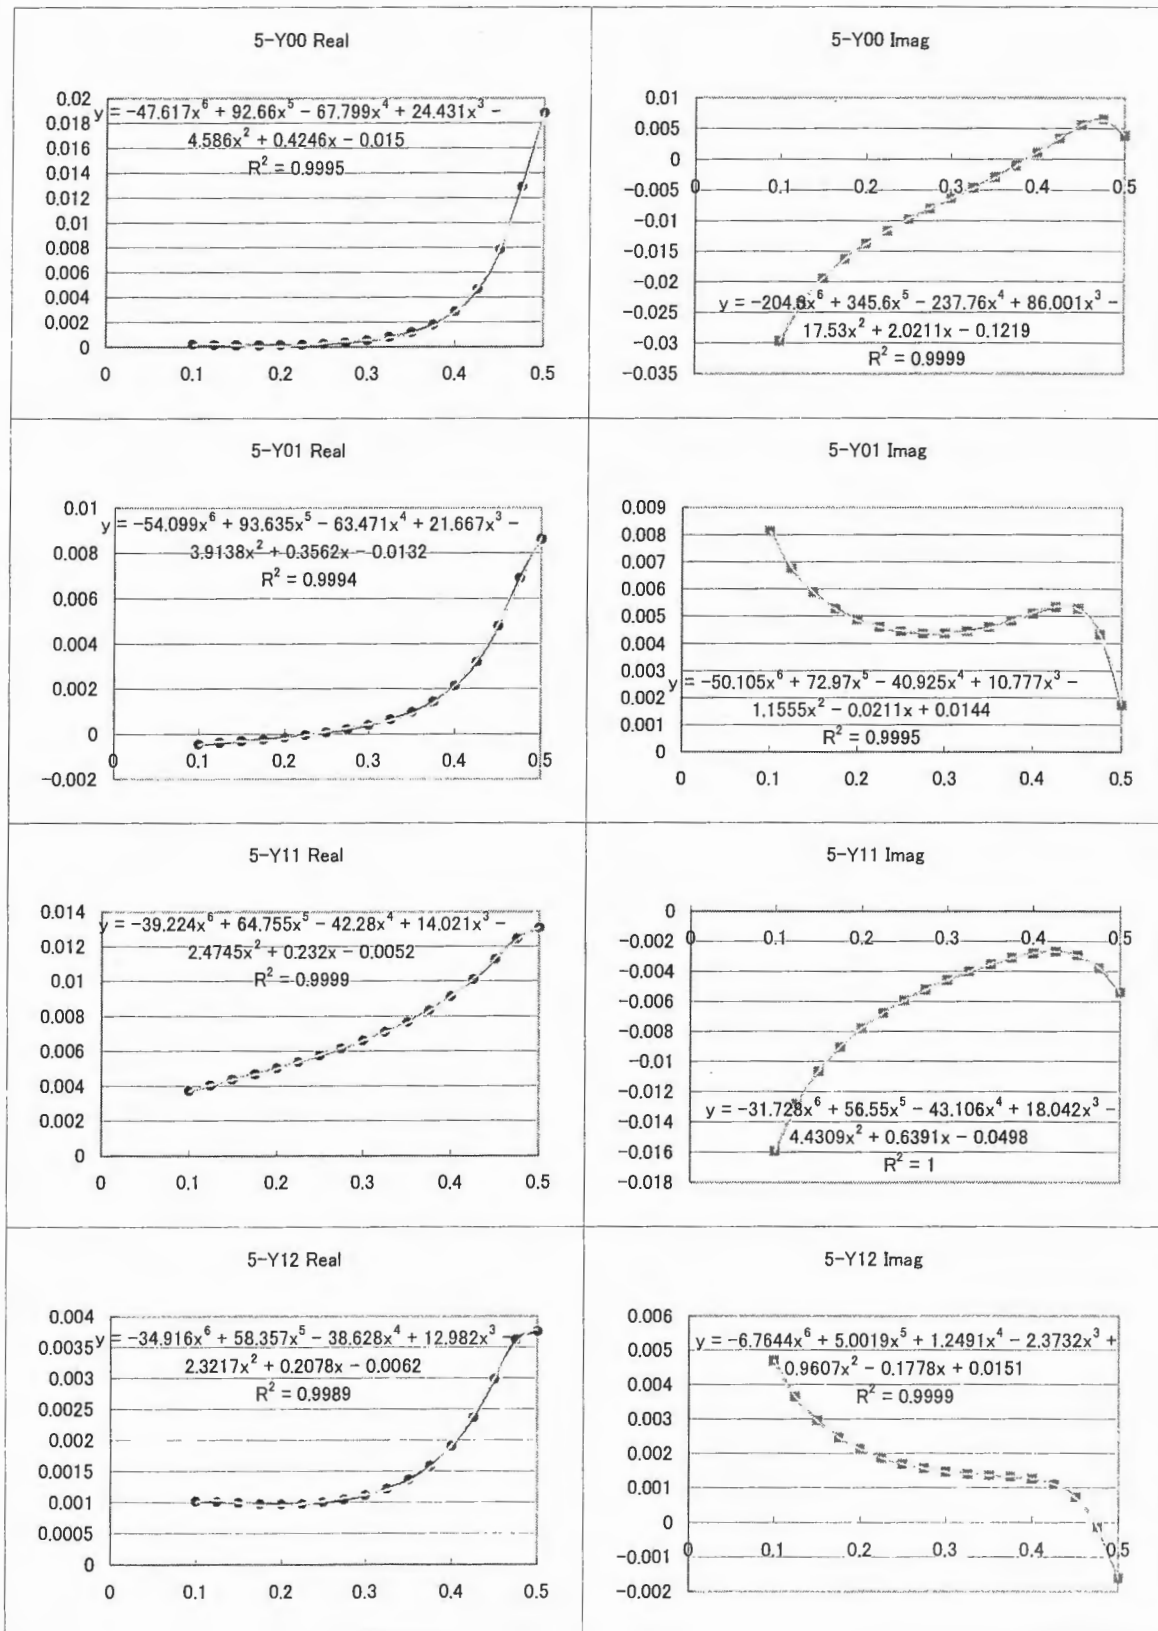 5-Y00 Real
0.02
0.018
0.016
0.014
0.012
0.01
0.008
0.006
0.004
0.002
0
y = −47.617x⁶ + 92.66x⁵ − 67.799x⁴ + 24.431x³ −
4.586x² + 0.4246x − 0.015
R² = 0.9995
0 0.1 0.2 0.3 0.4 0.5
5-Y00 Imag
0.01
0.005
0
−0.005
−0.01
−0.015
−0.02
−0.025
−0.03
−0.035
0 0.1 0.2 0.3 0.4 0.5
x⁶ + 345.6x⁵ − 237.76x⁴ + 86.001x³ −
17.53x² + 2.0211x − 0.1219
R² = 0.9999
5-Y01 Real
0.01
0.008
0.006
0.004
0.002
0
−0.002
y = −54.099x⁶ + 93.635x⁵ − 63.471x⁴ + 21.667x³ −
3.9138x² + 0.3562x − 0.0132
R² = 0.9994
0 0.1 0.2 0.3 0.4 0.5
5-Y01 Imag
0.009
0.008
0.007
0.006
0.005
0.004
0.003
0.002
0.001
0
y = −50.105x⁶ + 72.97x⁵ − 40.925x⁴ + 10.777x³ −
1.1555x² − 0.0211x + 0.0144
R² = 0.9995
0 0.1 0.2 0.3 0.4 0.5
5-Y11 Real
0.014
0.012
0.01
0.008
0.006
0.004
0.002
0
y = −39.224x⁶ + 64.755x⁵ − 42.28x⁴ + 14.021x³ −
2.4745x² + 0.232x − 0.0052
R² = 0.9999
0 0.1 0.2 0.3 0.4 0.5
5-Y11 Imag
0
−0.002
−0.004
−0.006
−0.008
−0.01
−0.012
−0.014
−0.016
−0.018
0 0.1 0.2 0.3 0.4 0.5
y = −31.728x⁶ + 56.55x⁵ − 43.106x⁴ + 18.042x³ −
4.4309x² + 0.6391x − 0.0498
R² = 1
5-Y12 Real
0.004
0.0035
0.003
0.0025
0.002
0.0015
0.001
0.0005
0
y = −34.916x⁶ + 58.357x⁵ − 38.628x⁴ + 12.982x³ −
2.3217x² + 0.2078x − 0.0062
R² = 0.9989
0 0.1 0.2 0.3 0.4 0.5
5-Y12 Imag
0.006
0.005
0.004
0.003
0.002
0.001
0
−0.001
−0.002
y = −6.7644x⁶ + 5.0019x⁵ + 1.2491x⁴ − 2.3732x³ +
0.9607x² − 0.1778x + 0.0151
R² = 0.9999
0 0.1 0.2 0.3 0.4 0.5